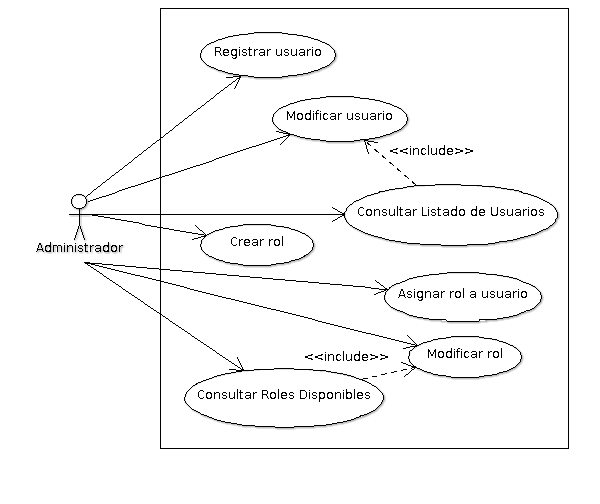 Registrar usuario
Modificar usuario
<<include>>
Consultar Listado de Usuarios
Crear rol
Administrador
Asignar rol a usuario
Modificar rol
<<include>>
Consultar Roles Disponibles